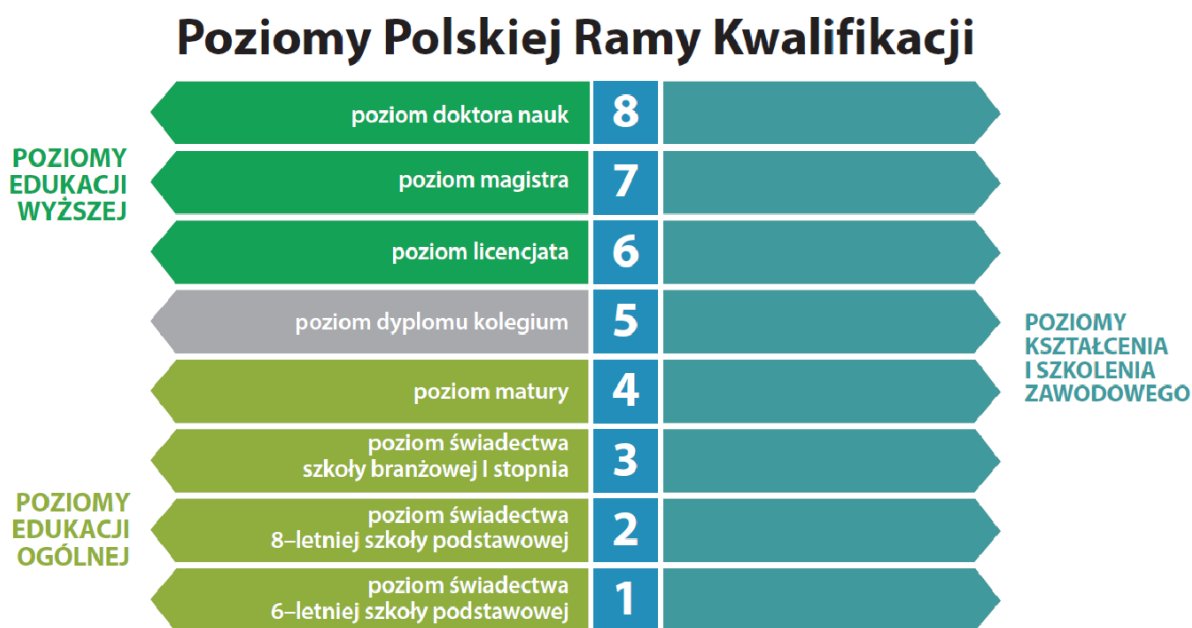 Poziomy Polskiej Ramy Kwalifikacji
POZIOMY
EDUKACJI
WYŻSZEJ
poziom doktora nauk 8
poziom magistra 7
poziom licencjata 6
poziom dyplomu kolegium 5
poziom matury 4
poziom świadectwa
szkoły branżowej I stopnia 3
poziom świadectwa
8–letniej szkoły podstawowej 2
poziom świadectwa
6–letniej szkoły podstawowej 1
POZIOMY
EDUKACJI
OGÓLNEJ
POZIOMY
KSZTAŁCENIA
I SZKOLENIA
ZAWODOWEGO